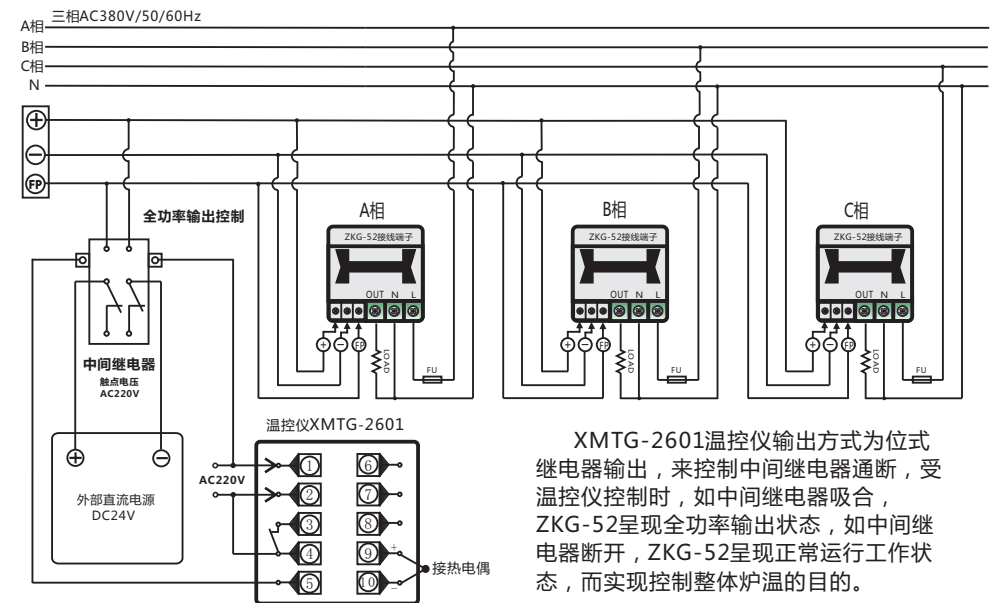 三相AC380V/50/60Hz
A相
B相
C相
N
+
−
FP
全功率输出控制
中间继电器
触点电压
AC220V
+ −
外部直流电源
DC24V
A相
ZKG-52接线端子
OUT N L
+ − FP
LOAD
FU
B相
ZKG-52接线端子
OUT N L
+ − FP
LOAD
FU
C相
ZKG-52接线端子
OUT N L
+ − FP
LOAD
FU
温控仪XMTG-2601
AC220V
1 6
2 7
3 8
4 9 +
5 10 −
接热电偶
XMTG-2601温控仪输出方式为位式
继电器输出，来控制中间继电器通断，受
温控仪控制时，如中间继电器吸合，
ZKG-52呈现全功率输出状态，如中间继
电器断开，ZKG-52呈现正常运行工作状
态，而实现控制整体炉温的目的。